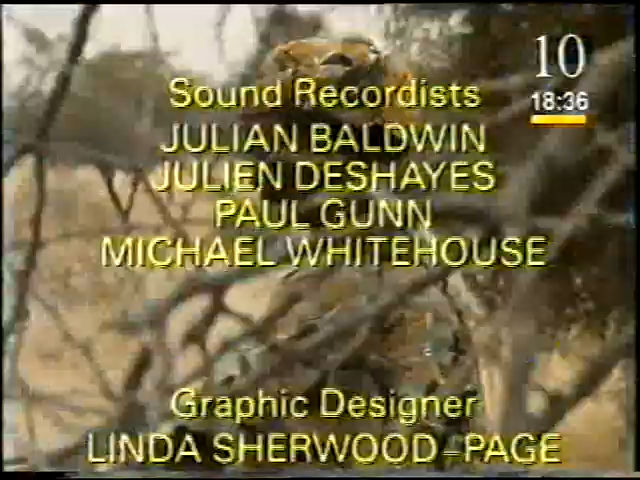 10
18:36
Sound Recordists
JULIAN BALDWIN
JULIEN DESHAYES
PAUL GUNN
MICHAEL WHITEHOUSE
Graphic Designer
LINDA SHERWOOD-PAGE